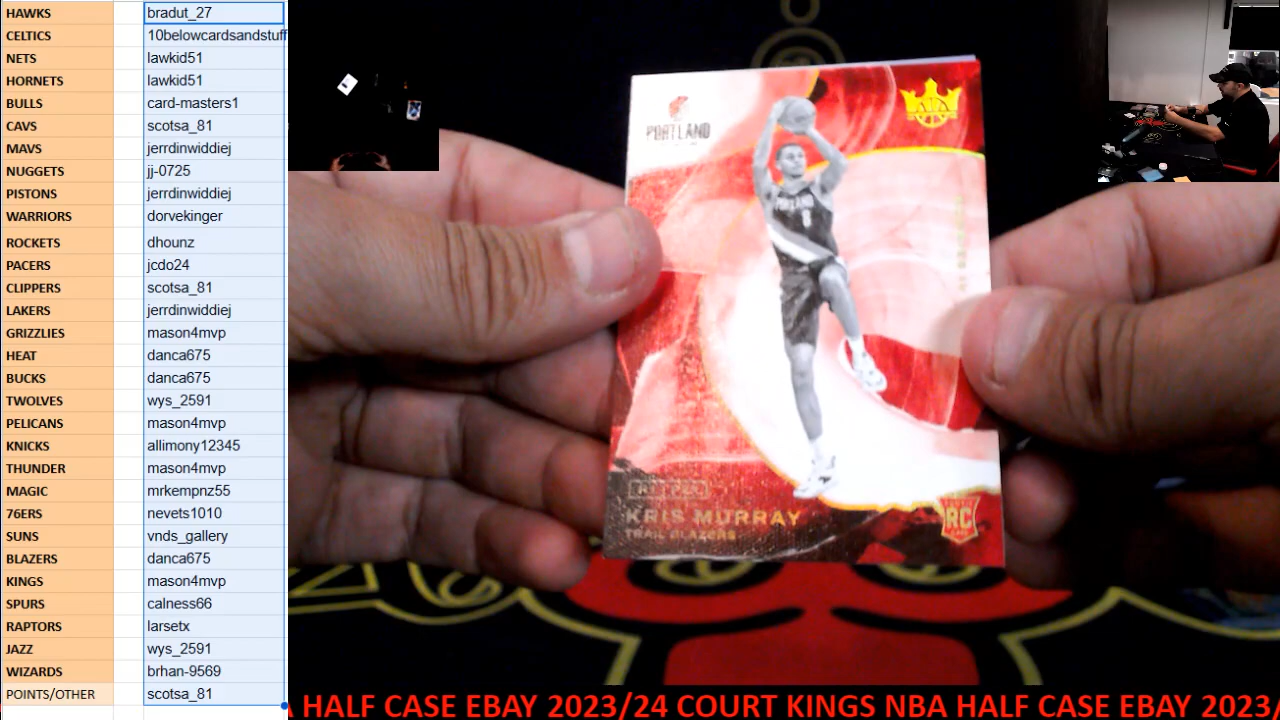 HAWKS bradut_27
CELTICS 10belowcardsandstuff
NETS lawkid51
HORNETS lawkid51
BULLS card-masters1
CAVS scotsa_81
MAVS jerrdinwiddiej
NUGGETS jj-0725
PISTONS jerrdinwiddiej
WARRIORS dorvekinger
ROCKETS dhounz
PACERS jcdo24
CLIPPERS scotsa_81
LAKERS jerrdinwiddiej
GRIZZLIES mason4mvp
HEAT danca675
BUCKS danca675
TWOLVES wys_2591
PELICANS mason4mvp
KNICKS allimony12345
THUNDER mason4mvp
MAGIC mrkempnz55
76ERS nevets1010
SUNS vnds_gallery
BLAZERS danca675
KINGS mason4mvp
SPURS calness66
RAPTORS larsetx
JAZZ wys_2591
WIZARDS brhan-9569
POINTS/OTHER scotsa_81
PORTLAND
PORTLAND
8
KRIS MURRAY
TRAIL BLAZERS
RC
HALF CASE EBAY 2023/24 COURT KINGS NBA HALF CASE EBAY 2023/